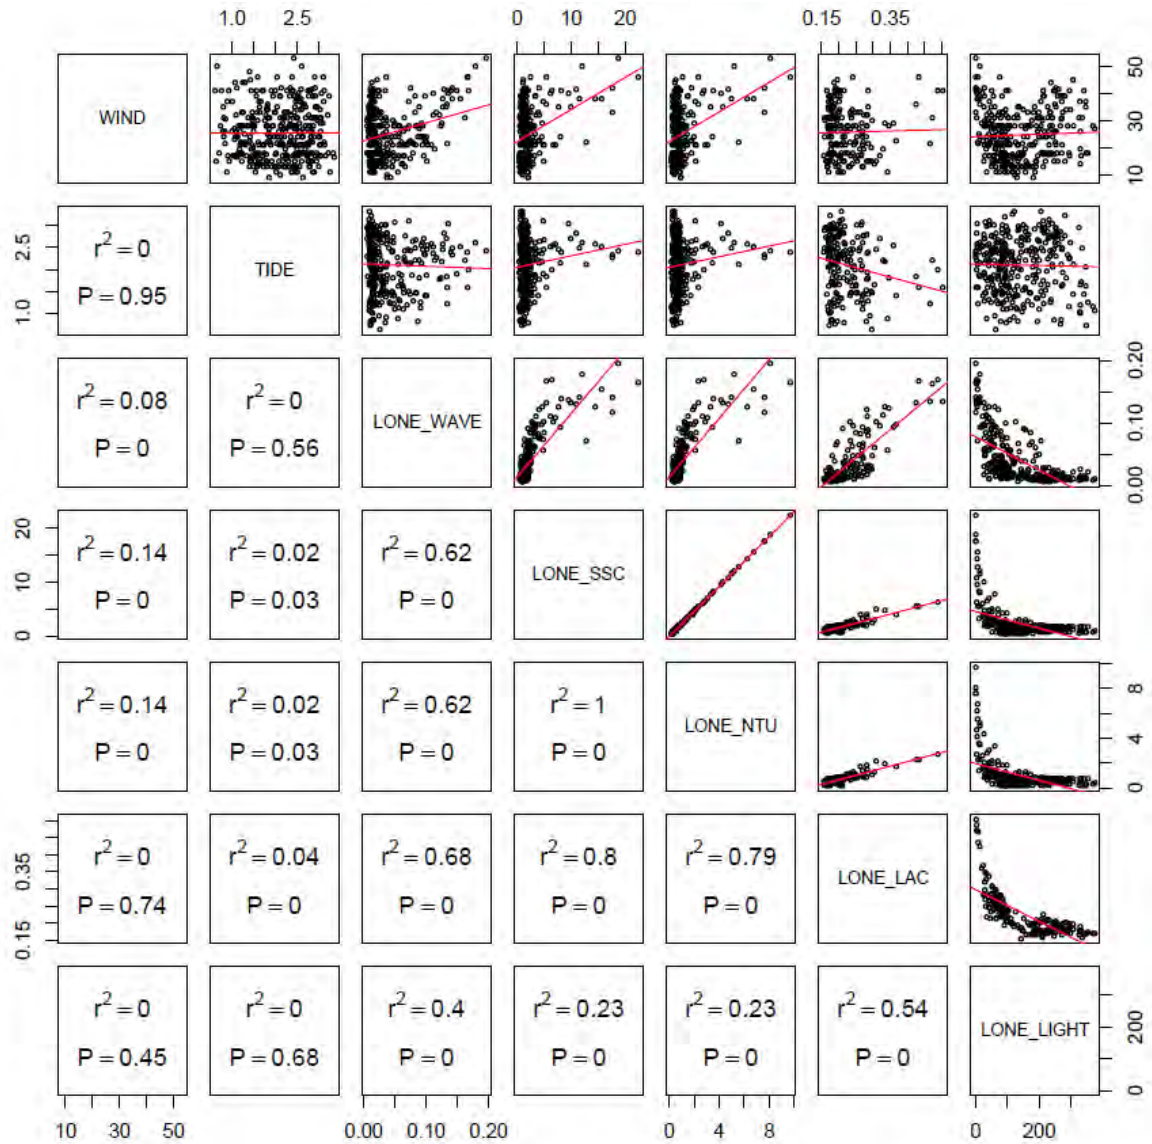 1.0 2.5 0 10 20 0.15 0.35
WIND
10 30 50
r² = 0
P = 0.95
TIDE
1.0 2.5
r² = 0.08
P = 0
r² = 0
P = 0.56
LONE_WAVE
0.00 0.10 0.20
r² = 0.14
P = 0
r² = 0.02
P = 0.03
r² = 0.62
P = 0
LONE_SSC
0 10 20
r² = 0.14
P = 0
r² = 0.02
P = 0.03
r² = 0.62
P = 0
r² = 1
P = 0
LONE_NTU
0 4 8
r² = 0
P = 0.74
r² = 0.04
P = 0
r² = 0.68
P = 0
r² = 0.8
P = 0
r² = 0.79
P = 0
LONE_LAC
0.15 0.35
r² = 0
P = 0.45
r² = 0
P = 0.68
r² = 0.4
P = 0
r² = 0.23
P = 0
r² = 0.23
P = 0
r² = 0.54
P = 0
LONE_LIGHT
0 200
10 30 50 0.00 0.10 0.20 0 4 8 0 200